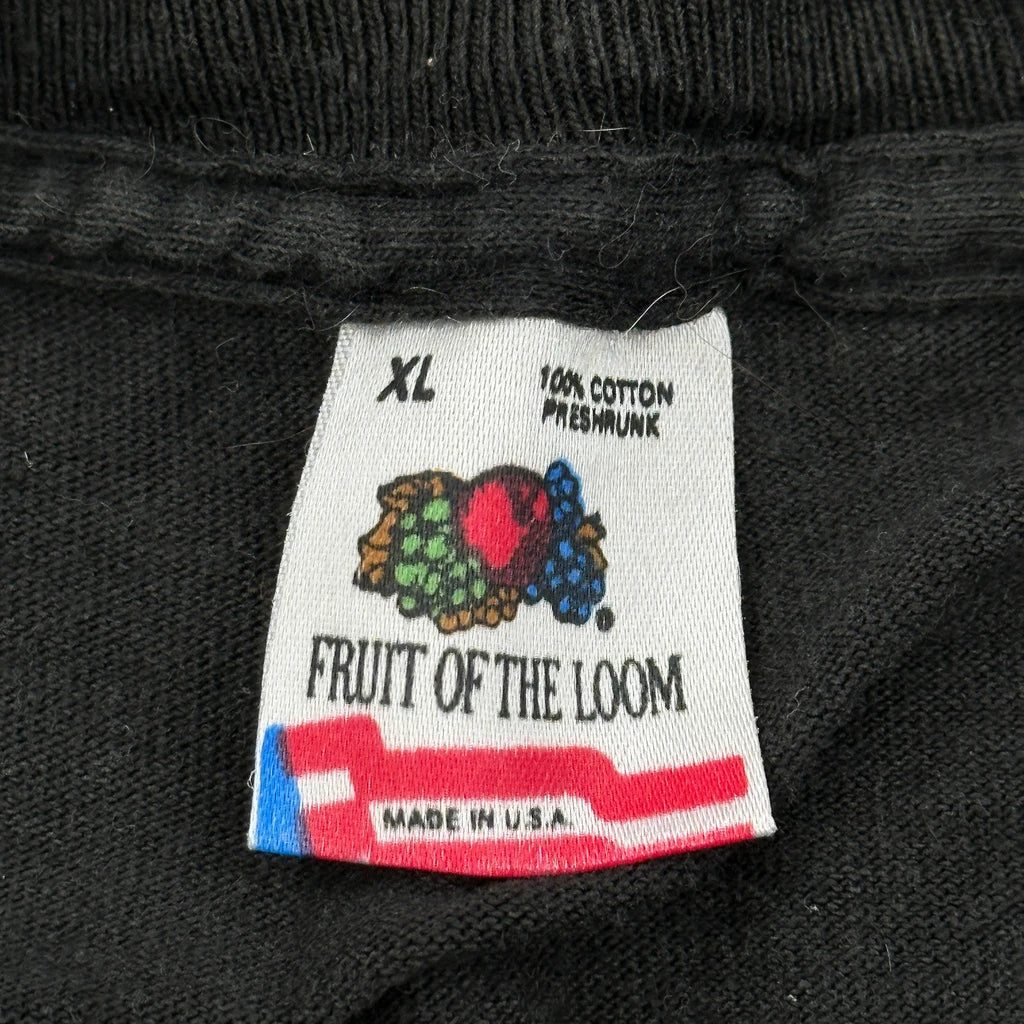 XL
100% COTTON
PRESHRUNK
®
FRUIT OF THE LOOM
MADE IN U.S.A.